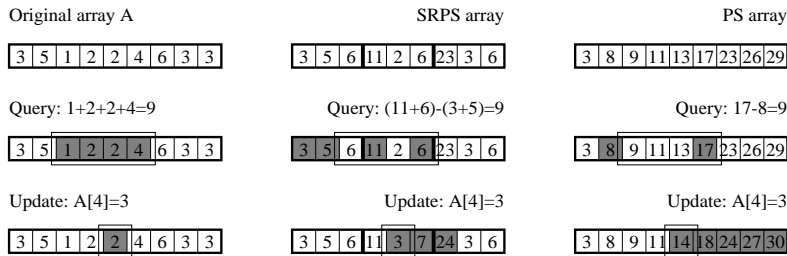 Original array A SRPS array PS array
3 5 1 2 2 4 6 3 3 3 5 6 11 2 6 23 3 6 3 8 9 11 13 17 23 26 29
Query: 1+2+2+4=9 Query: (11+6)-(3+5)=9 Query: 17-8=9
3 5 1 2 2 4 6 3 3 3 5 6 11 2 6 23 3 6 3 8 9 11 13 17 23 26 29
Update: A[4]=3 Update: A[4]=3 Update: A[4]=3
3 5 1 2 2 4 6 3 3 3 5 6 11 3 7 24 3 6 3 8 9 11 14 18 24 27 30